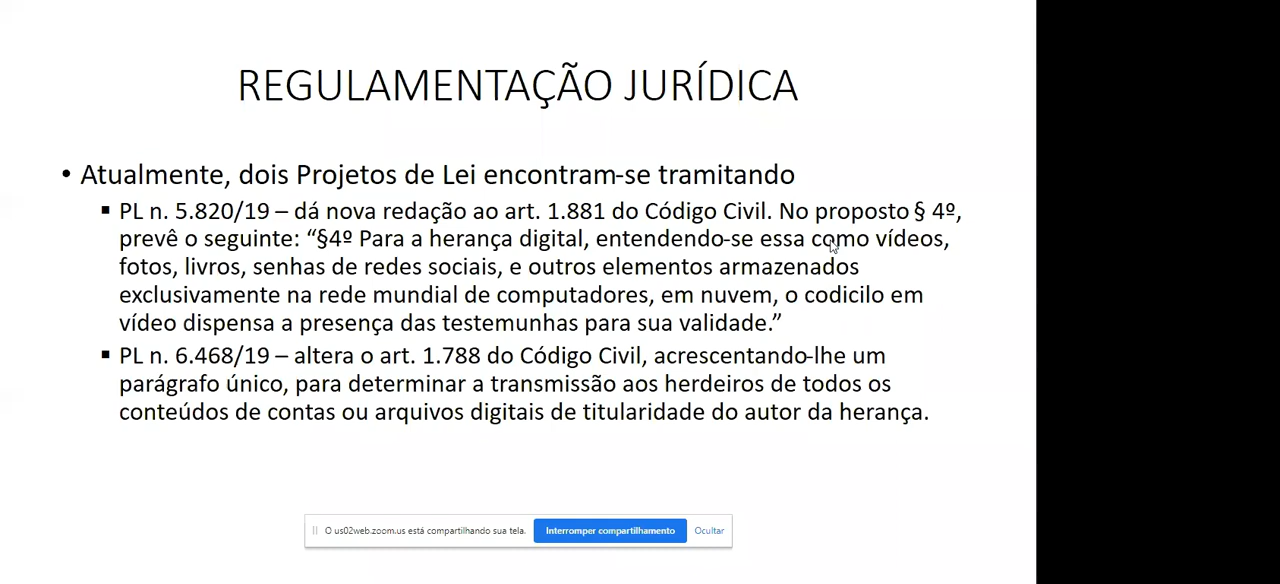 REGULAMENTAÇÃO JURÍDICA
• Atualmente, dois Projetos de Lei encontram-se tramitando
▪ PL n. 5.820/19 – dá nova redação ao art. 1.881 do Código Civil. No proposto § 4º,
prevê o seguinte: “§4º Para a herança digital, entendendo-se essa como vídeos,
fotos, livros, senhas de redes sociais, e outros elementos armazenados
exclusivamente na rede mundial de computadores, em nuvem, o codicilo em
vídeo dispensa a presença das testemunhas para sua validade.”
▪ PL n. 6.468/19 – altera o art. 1.788 do Código Civil, acrescentando-lhe um
parágrafo único, para determinar a transmissão aos herdeiros de todos os
conteúdos de contas ou arquivos digitais de titularidade do autor da herança.
O us02web.zoom.us está compartilhando sua tela. Interromper compartilhamento Ocultar